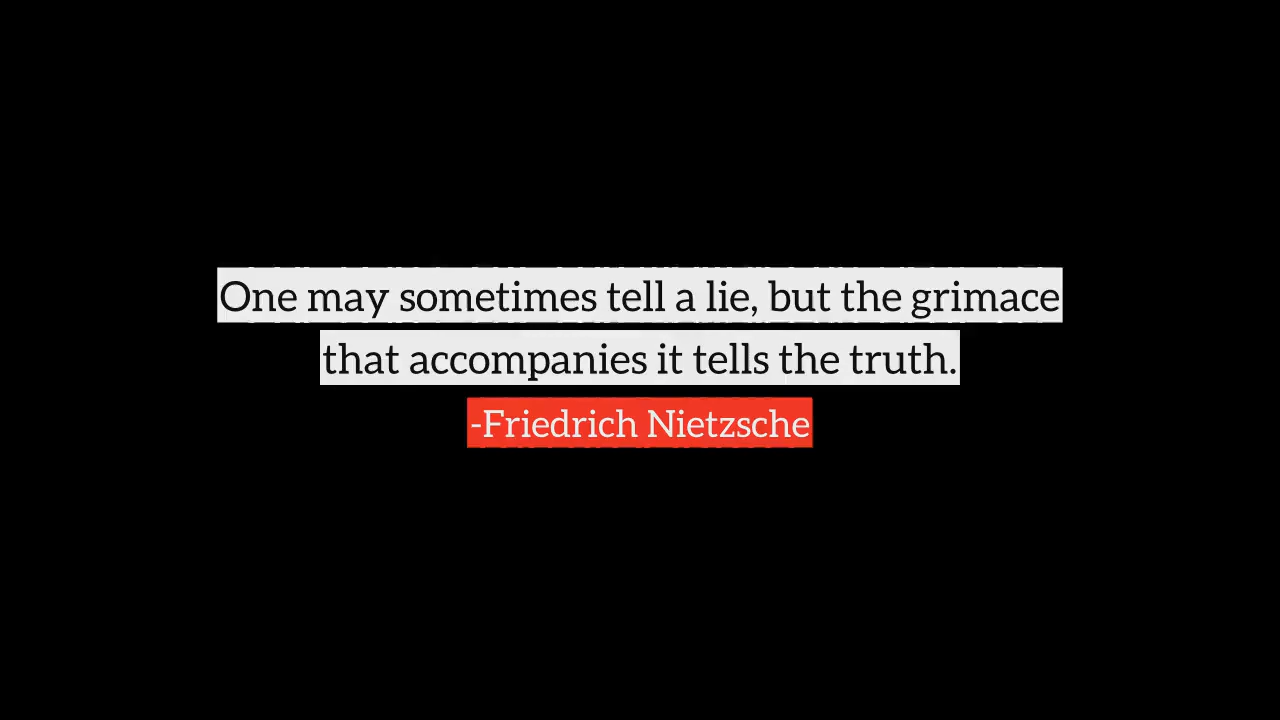 One may sometimes tell a lie, but the grimace
that accompanies it tells the truth.
-Friedrich Nietzsche